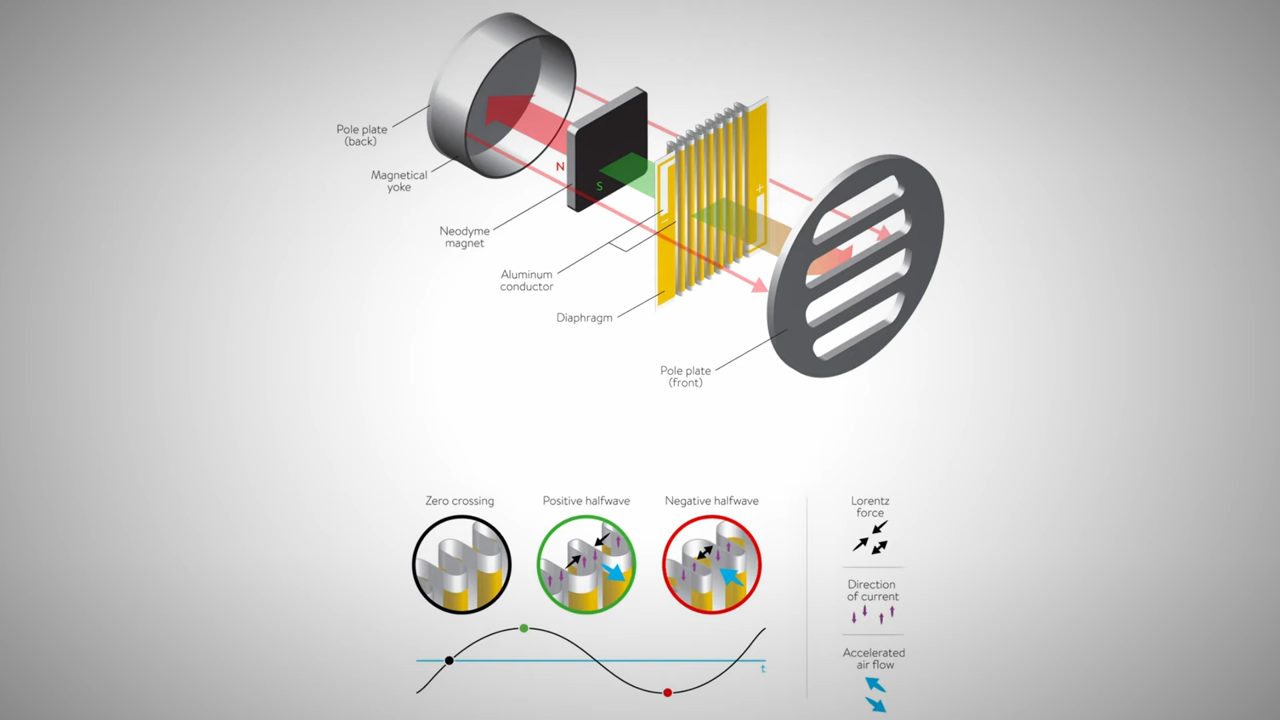 Pole plate
(back)
Magnetical
yoke
N
S
Neodyme
magnet
Aluminum
conductor
−
+
Diaphragm
Pole plate
(front)
Zero crossing
Positive halfwave
Negative halfwave
Lorentz
force
Direction
of current
Accelerated
air flow
t